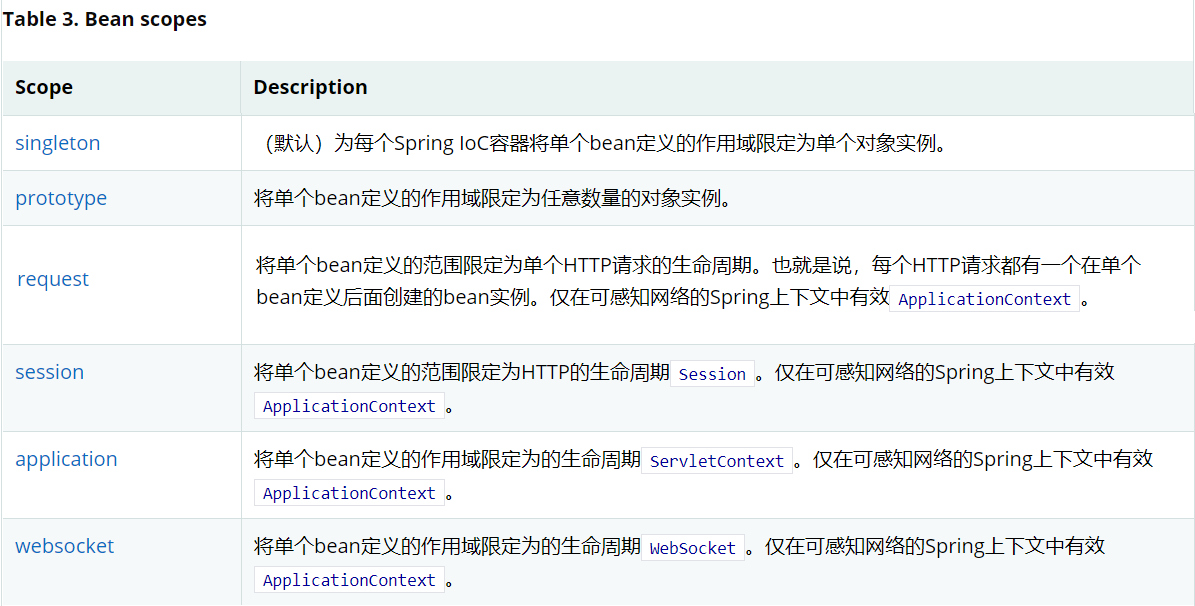 Table 3. Bean scopes
Scope Description
singleton （默认）为每个Spring IoC容器将单个bean定义的作用域限定为单个对象实例。
prototype 将单个bean定义的作用域限定为任意数量的对象实例。
request 将单个bean定义的范围限定为单个HTTP请求的生命周期。也就是说，每个HTTP请求都有一个在单个
bean定义后面创建的bean实例。仅在可感知网络的Spring上下文中有效 ApplicationContext 。
session 将单个bean定义的范围限定为HTTP的生命周期 Session 。仅在可感知网络的Spring上下文中有效
ApplicationContext 。
application 将单个bean定义的作用域限定为的生命周期 ServletContext 。仅在可感知网络的Spring上下文中有效
ApplicationContext 。
websocket 将单个bean定义的作用域限定为的生命周期 WebSocket 。仅在可感知网络的Spring上下文中有效
ApplicationContext 。